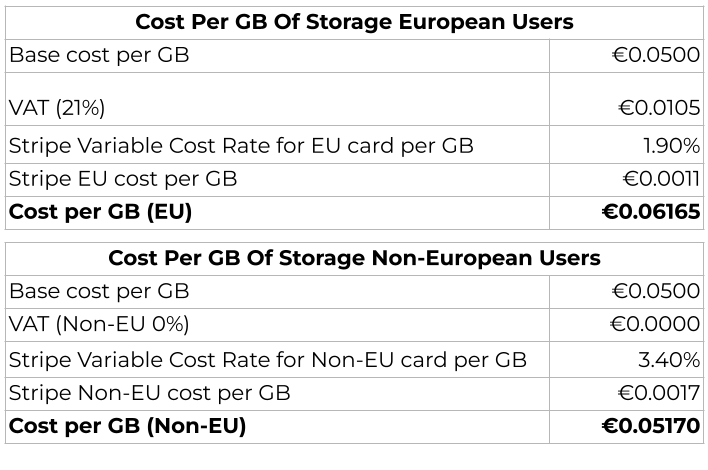 Cost Per GB Of Storage European Users
Base cost per GB €0.0500
VAT (21%) €0.0105
Stripe Variable Cost Rate for EU card per GB 1.90%
Stripe EU cost per GB €0.0011
Cost per GB (EU) €0.06165
Cost Per GB Of Storage Non-European Users
Base cost per GB €0.0500
VAT (Non-EU 0%) €0.0000
Stripe Variable Cost Rate for Non-EU card per GB 3.40%
Stripe Non-EU cost per GB €0.0017
Cost per GB (Non-EU) €0.05170